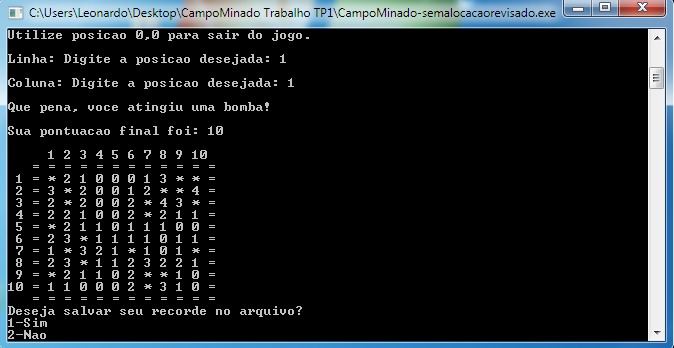 C:\Users\Leonardo\Desktop\CampoMinado Trabalho TP1\CampoMinado-semalocacaorevisado.exe
Utilize posicao 0,0 para sair do jogo.
Linha: Digite a posicao desejada: 1
Coluna: Digite a posicao desejada: 1
Que pena, voce atingiu uma bomba!
Sua pontuacao final foi: 10
1 2 3 4 5 6 7 8 9 10
= = = = = = = = = = = =
1 = * 2 1 0 0 0 1 3 * * =
2 = 3 * 2 0 0 1 2 * * 4 =
3 = 2 * 2 0 0 2 * 4 3 * =
4 = 2 2 1 0 0 2 * 2 1 1 =
5 = * 2 1 1 0 1 1 1 0 0 =
6 = 2 3 * 1 1 1 1 0 1 1 =
7 = 1 * 3 2 1 * 1 0 1 * =
8 = 2 3 * 1 1 2 3 2 2 1 =
9 = * 2 1 1 0 2 * * 1 0 =
10 = 1 1 0 0 0 2 * 3 1 0 =
= = = = = = = = = = = =
Deseja salvar seu recorde no arquivo?
1-Sim
2-Nao